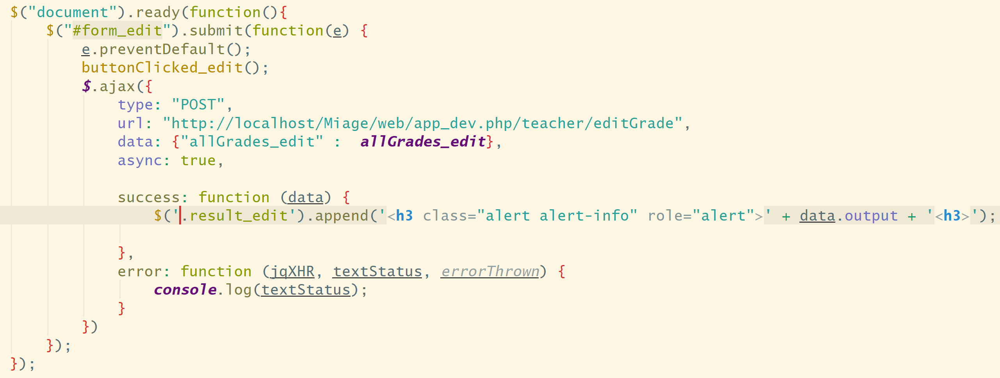 $("document").ready(function(){
$("#form_edit").submit(function(e) {
e.preventDefault();
buttonClicked_edit();
$.ajax({
type: "POST",
url: "http://localhost/Miage/web/app_dev.php/teacher/editGrade",
data: {"allGrades_edit" :  allGrades_edit},
async: true,
success: function (data) {
$('.result_edit').append('<h3 class="alert alert-info" role="alert">' + data.output + '<h3>');
},
error: function (jqXHR, textStatus, errorThrown) {
console.log(textStatus);
}
})
});
});